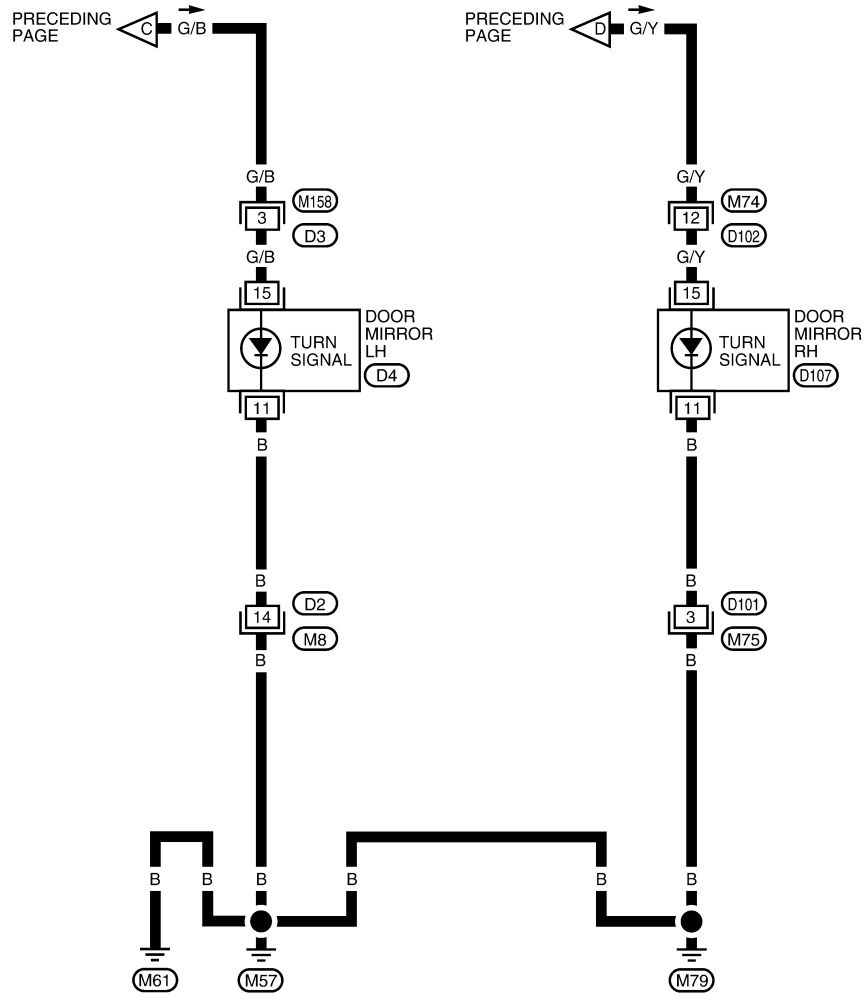 PRECEDING
PAGE
C
G/B
PRECEDING
PAGE
D
G/Y
G/B
G/Y
3
M158
D3
12
M74
D102
G/B
G/Y
15
15
TURN
SIGNAL
DOOR
MIRROR
LH
D4
TURN
SIGNAL
DOOR
MIRROR
RH
D107
11
11
B
B
B
B
14
D2
M8
3
D101
M75
B
B
B
B
B
B
B
B
M61
M57
M79